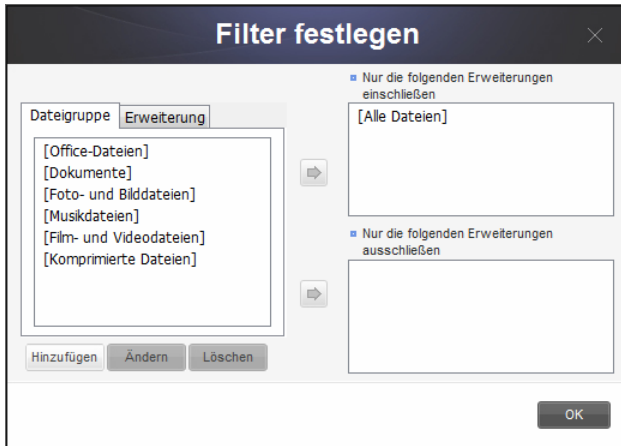 Filter festlegen
Dateigruppe
Erweiterung
[Office-Dateien]
[Dokumente]
[Foto- und Bilddateien]
[Musikdateien]
[Film- und Videodateien]
[Komprimierte Dateien]
Hinzufügen
Ändern
Löschen
Nur die folgenden Erweiterungen
einschließen
[Alle Dateien]
Nur die folgenden Erweiterungen
ausschließen
OK